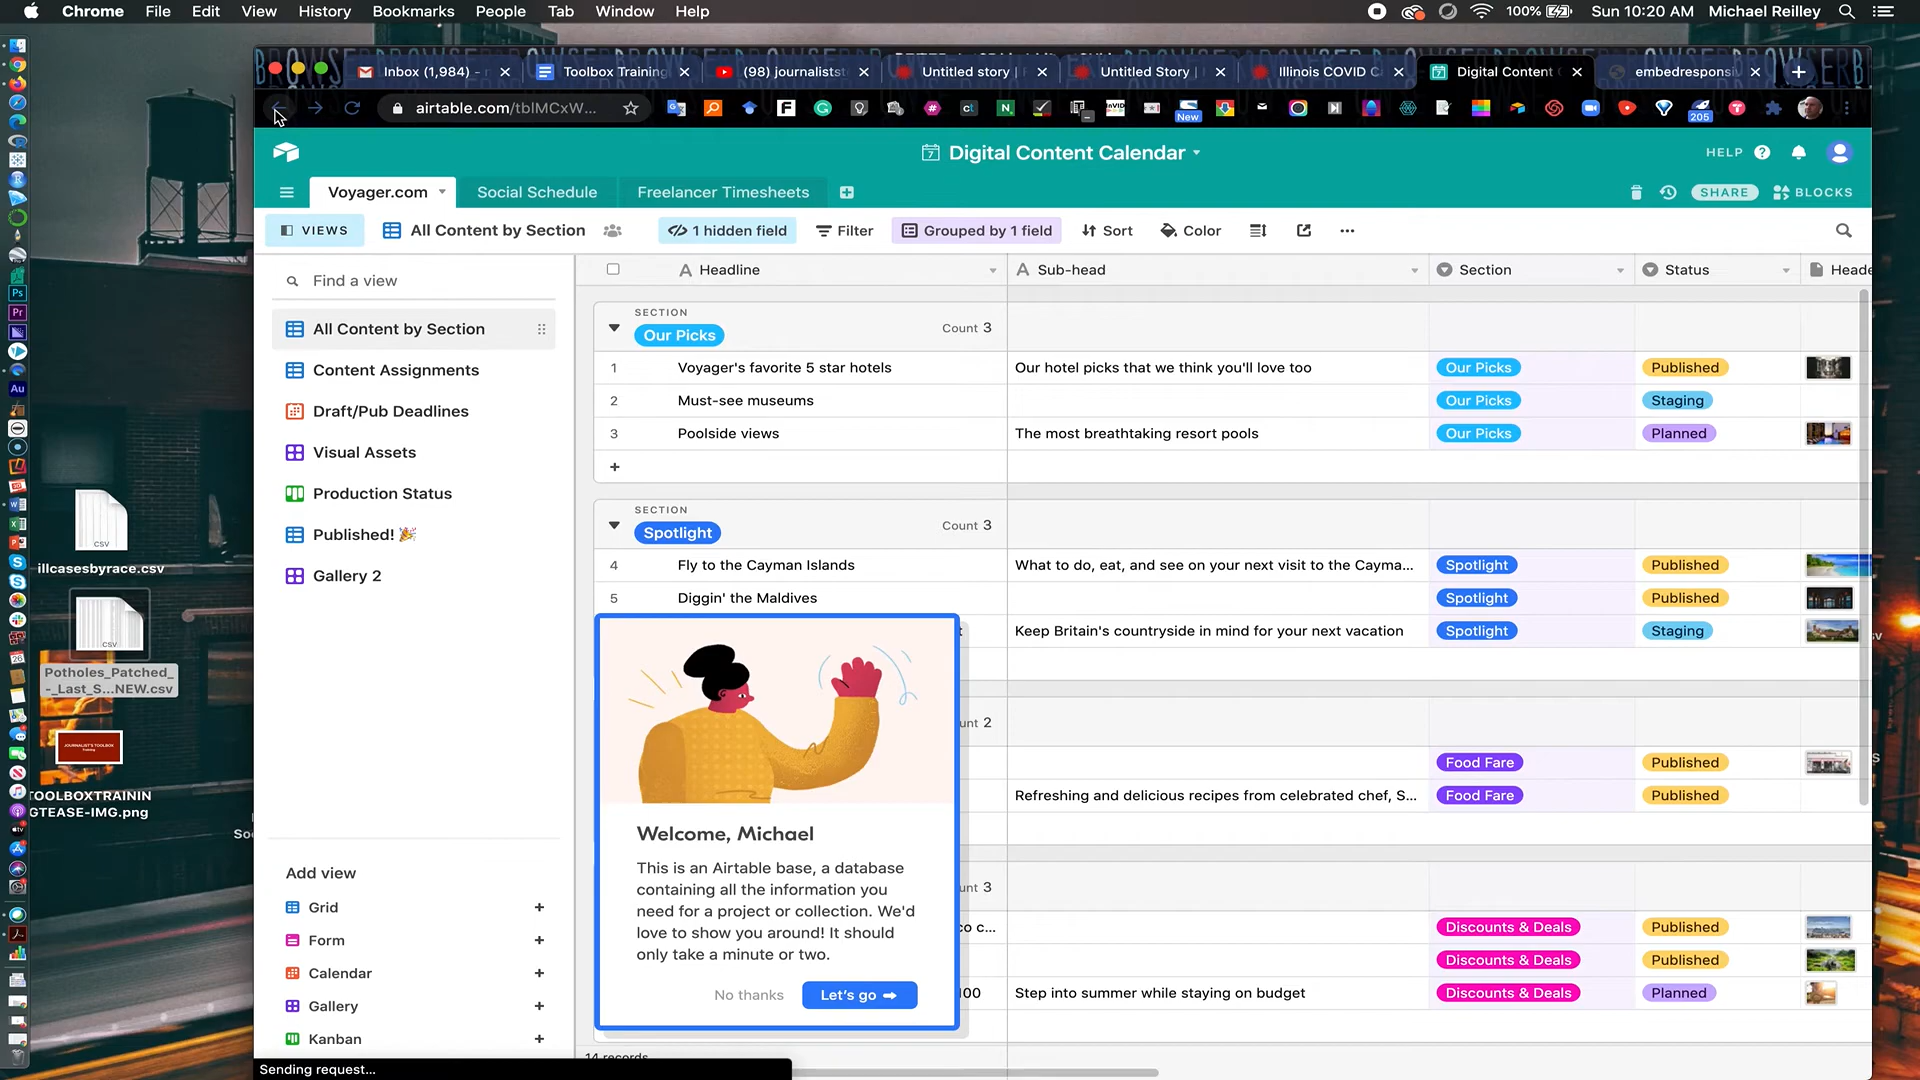 Chrome File Edit View History Bookmarks People Tab Window Help
100% Sun 10:20 AM Michael Reilley
Inbox (1,984) - Toolbox Training (98) journalists Untitled story | Untitled Story | Illinois COVID C Digital Content embedresponsi
airtable.com/tblMCxW...
New
205
Digital Content Calendar
HELP
Voyager.com Social Schedule Freelancer Timesheets
SHARE BLOCKS
VIEWS All Content by Section 1 hidden field Filter Grouped by 1 field Sort Color
Find a view
All Content by Section
Content Assignments
Draft/Pub Deadlines
Visual Assets
Production Status
Published! 🎉
Gallery 2
Add view
Grid
Form
Calendar
Gallery
Kanban
Headline Sub-head Section Status Heade
SECTION
Our Picks Count 3
1 Voyager's favorite 5 star hotels Our hotel picks that we think you'll love too Our Picks Published
2 Must-see museums Our Picks Staging
3 Poolside views The most breathtaking resort pools Our Picks Planned
SECTION
Spotlight Count 3
4 Fly to the Cayman Islands What to do, eat, and see on your next visit to the Cayma... Spotlight Published
5 Diggin' the Maldives Spotlight Published
t Keep Britain's countryside in mind for your next vacation Spotlight Staging
unt 2
Food Fare Published
Refreshing and delicious recipes from celebrated chef, S... Food Fare Published
unt 3
co c... Discounts & Deals Published
Discounts & Deals Published
100 Step into summer while staying on budget Discounts & Deals Planned
14 records
Welcome, Michael
This is an Airtable base, a database
containing all the information you
need for a project or collection. We'd
love to show you around! It should
only take a minute or two.
No thanks Let's go
Sending request...
CSV
illcasesbyrace.csv
CSV
Potholes_Patched_
-_Last_S...NEW.csv
JOURNALIST'S TOOLBOX
Training
TOOLBOXTRAININ
GTEASE-IMG.png
So